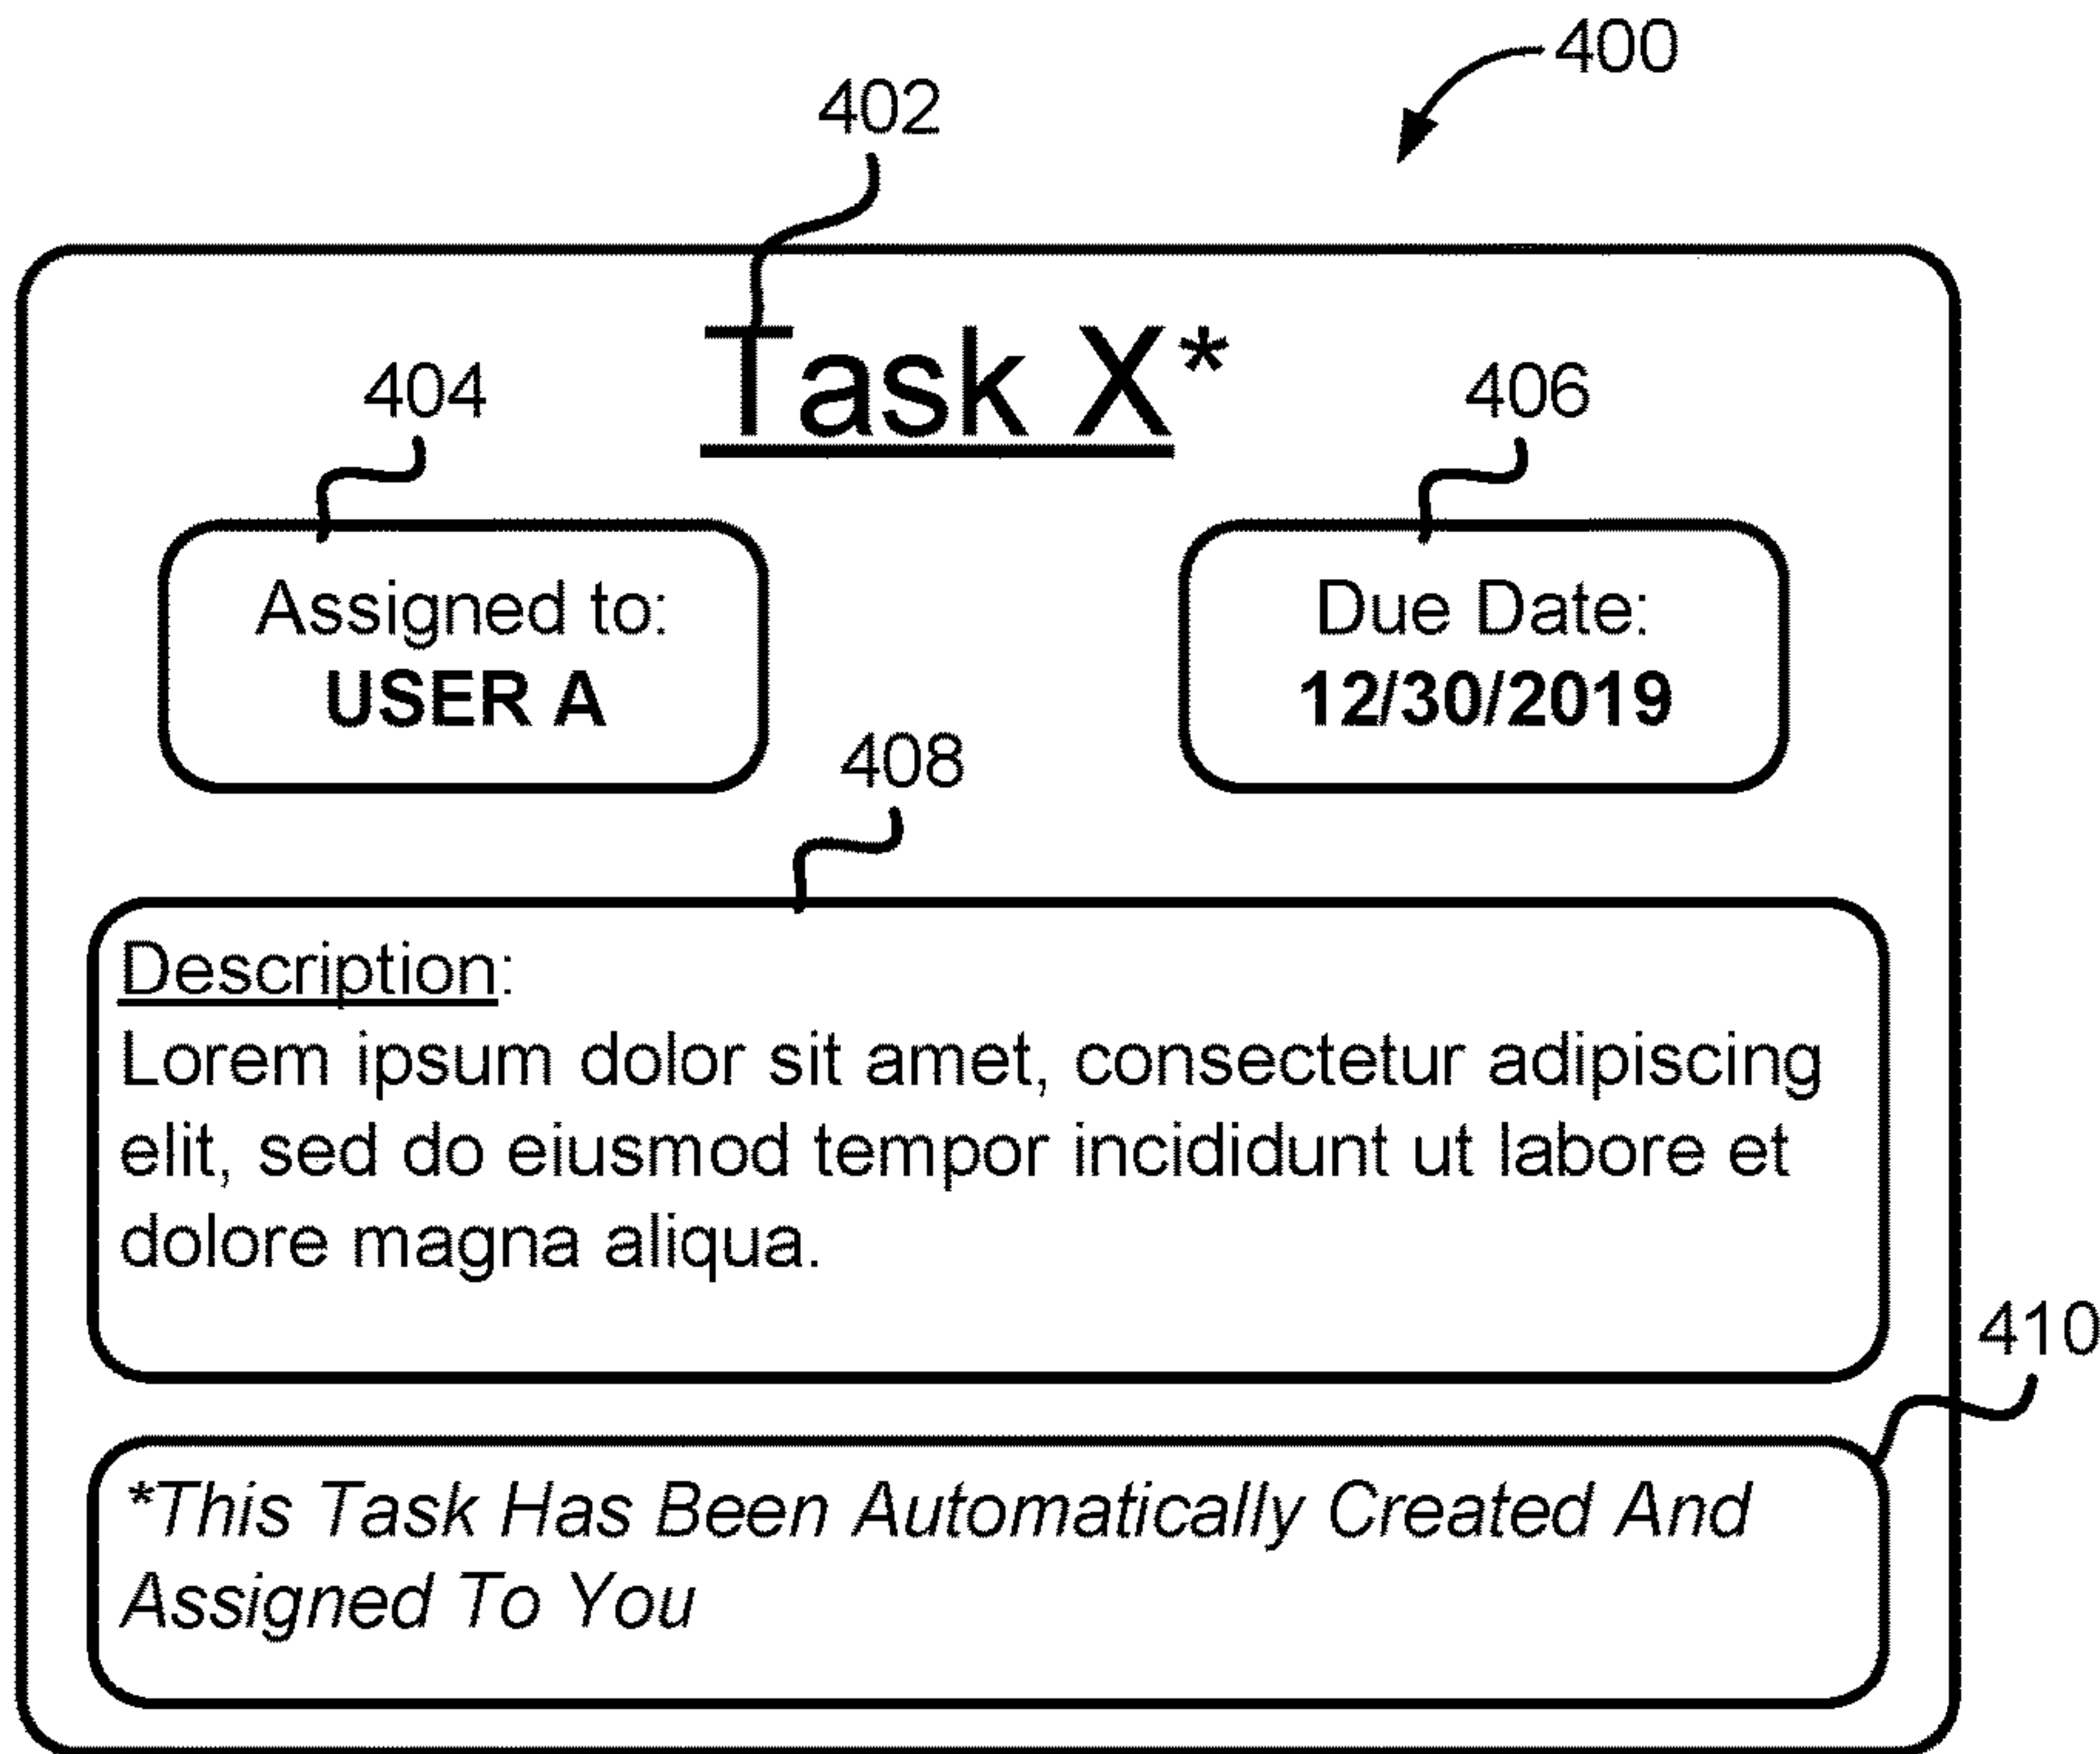 400
402
Task X*
404
406
Assigned to:
USER A
Due Date:
12/30/2019
408
Description:
Lorem ipsum dolor sit amet, consectetur adipiscing
elit, sed do eiusmod tempor incididunt ut labore et
dolore magna aliqua.
410
*This Task Has Been Automatically Created And
Assigned To You